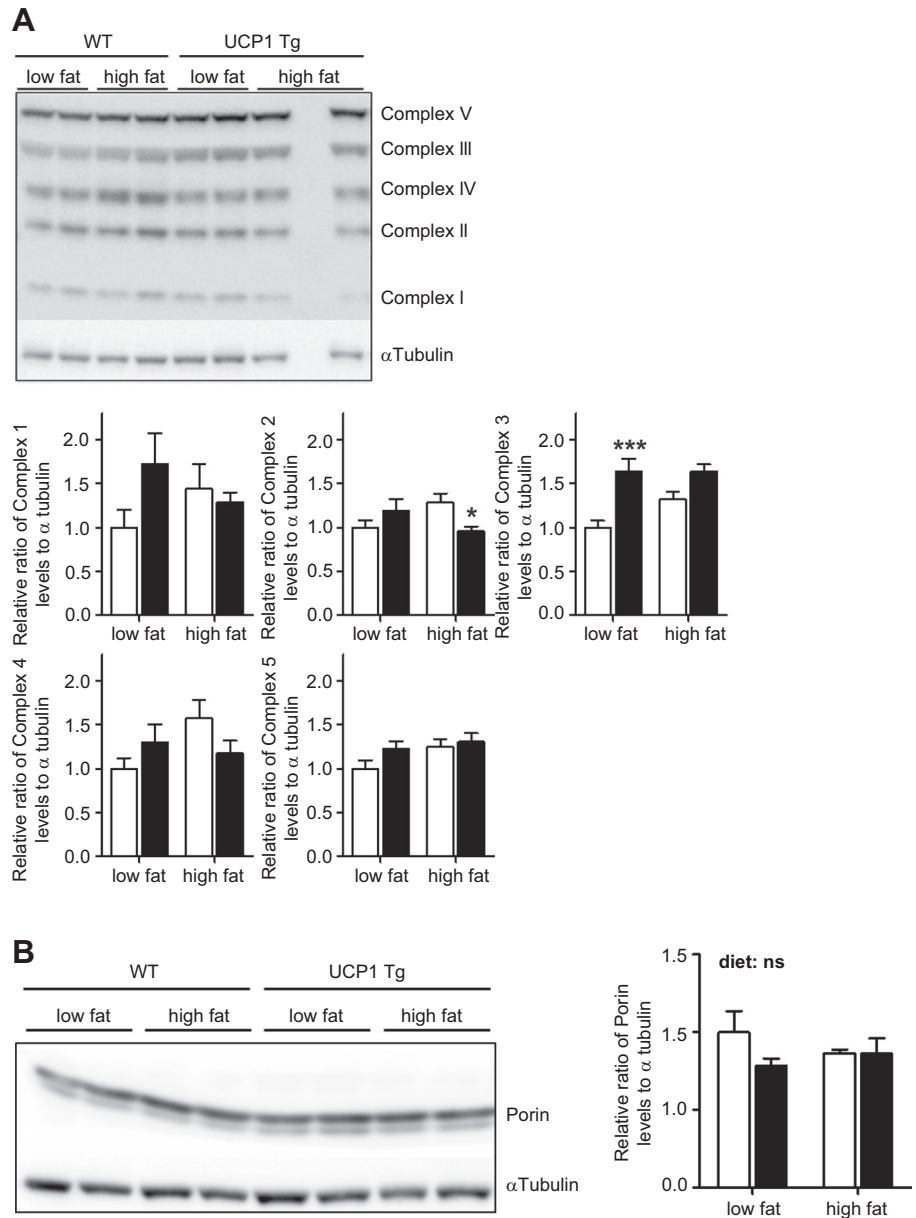 A
WT
UCP1 Tg
low fat
high fat
low fat
high fat
Complex V
Complex III
Complex IV
Complex II
Complex I
αTubulin
Relative ratio of Complex 1
levels to α tubulin
2.0
1.5
1.0
0.5
0.0
low fat
high fat
Relative ratio of Complex 2
levels to α tubulin
2.0
1.5
1.0
0.5
0.0
*
low fat
high fat
Relative ratio of Complex 3
levels to α tubulin
2.0
1.5
1.0
0.5
0.0
***
low fat
high fat
Relative ratio of Complex 4
levels to α tubulin
2.0
1.5
1.0
0.5
0.0
low fat
high fat
Relative ratio of Complex 5
levels to α tubulin
2.0
1.5
1.0
0.5
0.0
low fat
high fat
B
WT
UCP1 Tg
low fat
high fat
low fat
high fat
Porin
αTubulin
Relative ratio of Porin
levels to α tubulin
1.5
1.5
1.0
0.0
diet: ns
low fat
high fat